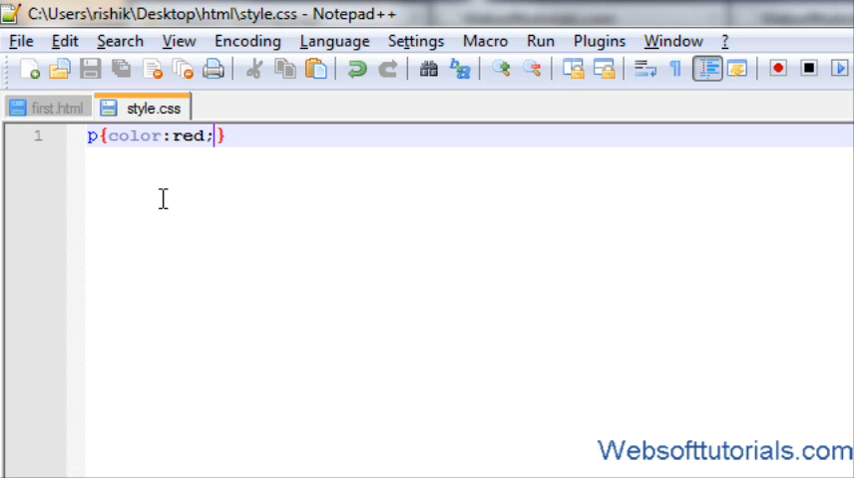 C:\Users\rishik\Desktop\html\style.css - Notepad++
File Edit Search View Encoding Language Settings Macro Run Plugins Window ?
first.html style.css
1 p{color:red;}
Websofttutorials.com